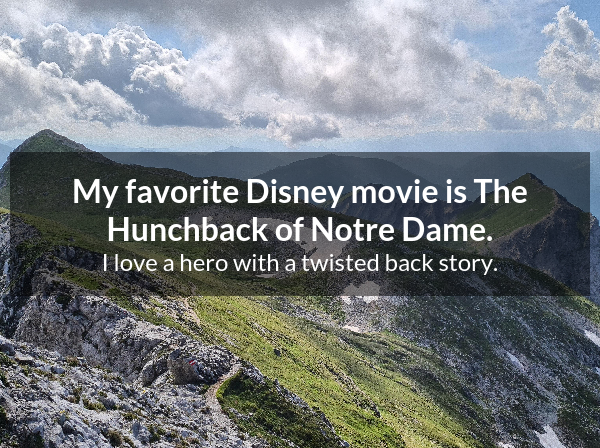 My favorite Disney movie is The
Hunchback of Notre Dame.
I love a hero with a twisted back story.